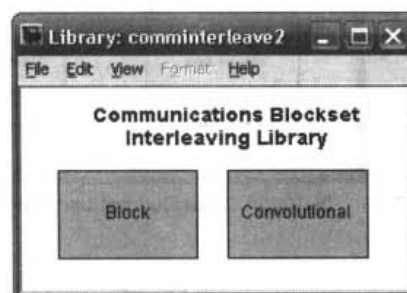 Library: comminterleave2
File Edit View Format Help
Communications Blockset
Interleaving Library
Block Convolutional